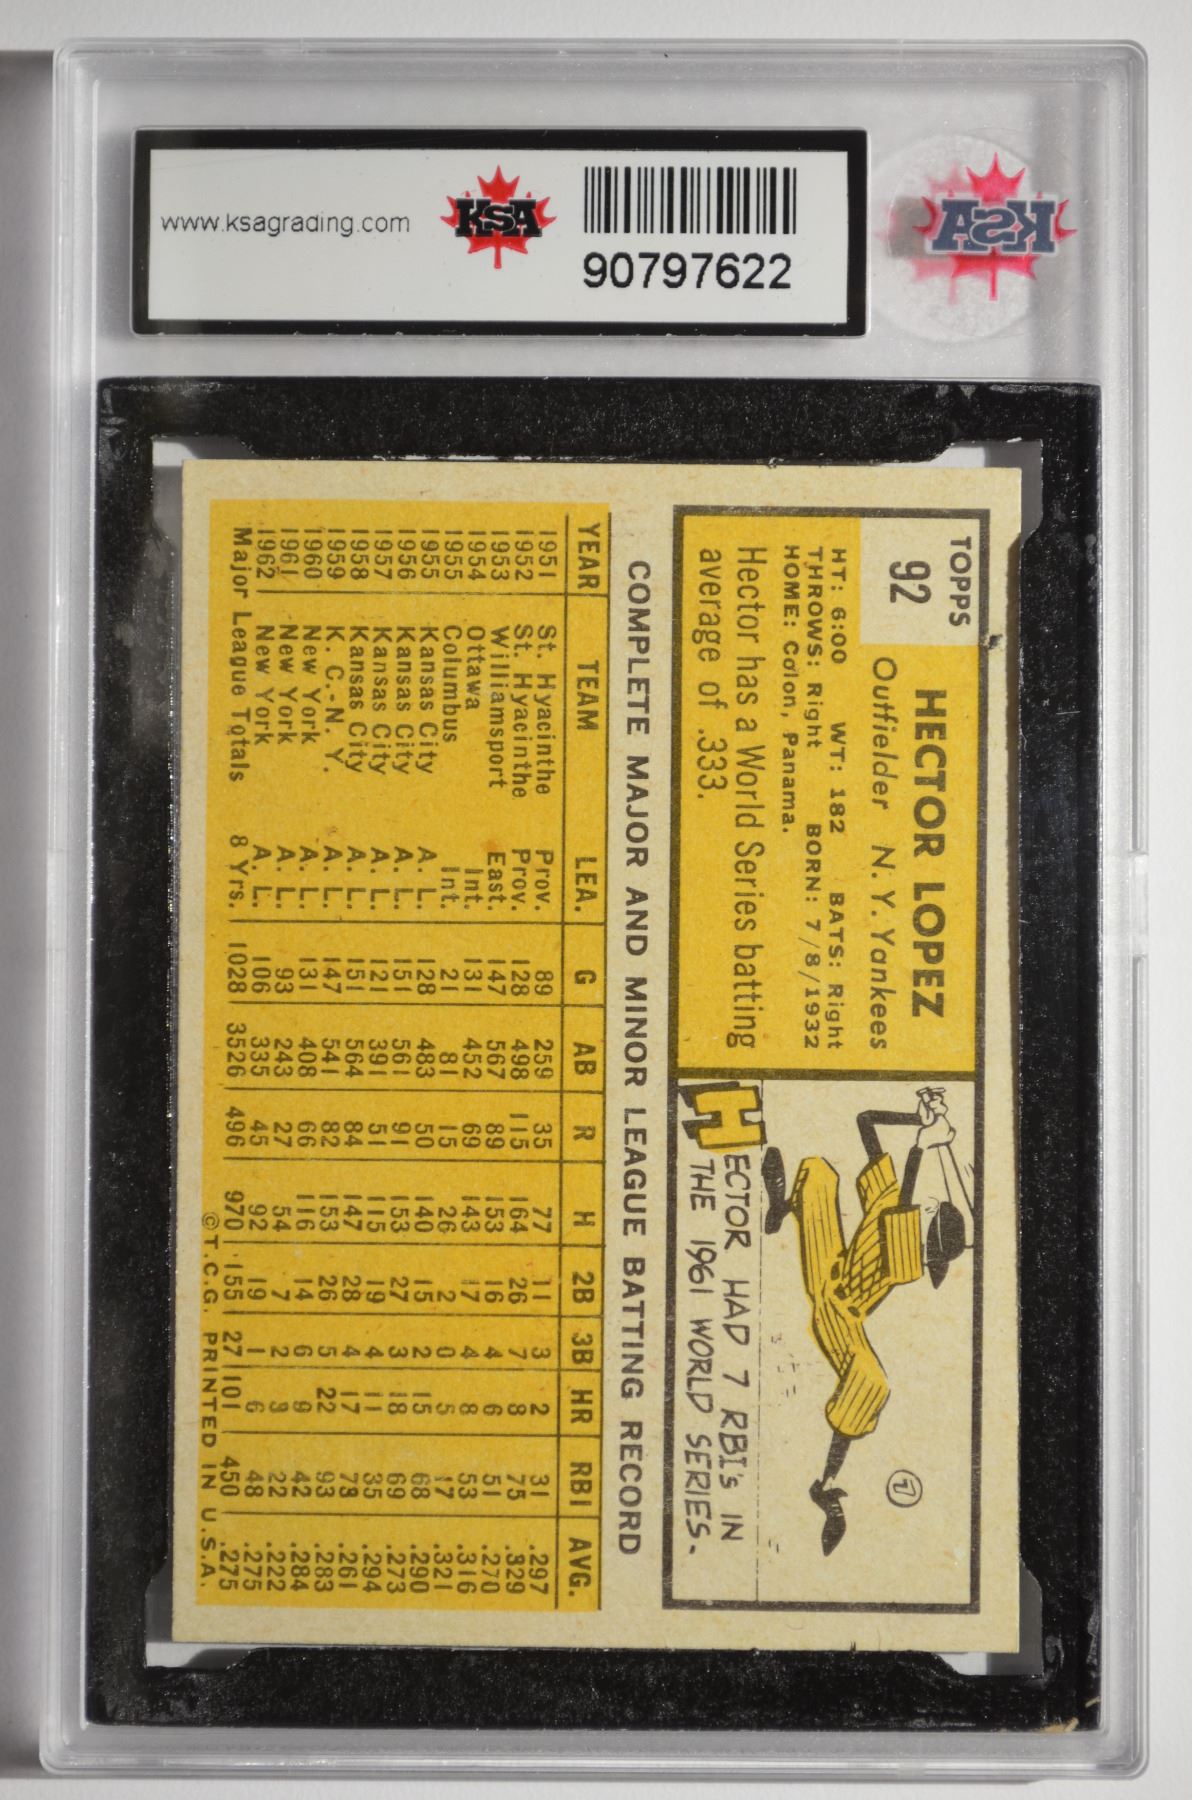 www.ksagrading.com
KSA
90797622
KSA
TOPPS
92
HECTOR LOPEZ
Outfielder N. Y. Yankees
HT: 6:00 WT: 182 BATS: Right
THROWS: Right BORN: 7/8/1932
HOME: Colon, Panama.
Hector has a World Series batting
average of .333.
7
HECTOR HAD 7 RBI's IN
THE 1961 WORLD SERIES.
COMPLETE MAJOR AND MINOR LEAGUE BATTING RECORD
YEAR TEAM LEA. G AB R H 2B 3B HR RBI AVG.
1951 St. Hyacinthe Prov. 89 259 35 77 11 3 2 31 .297
1952 St. Hyacinthe Prov. 128 498 115 164 26 7 8 75 .329
1953 Williamsport East. 147 567 89 153 16 4 6 51 .270
1954 Ottawa Int. 131 452 69 143 17 4 8 53 .316
1955 Columbus Int. 21 81 15 26 2 0 5 17 .321
1955 Kansas City A. L. 128 483 50 140 15 2 15 68 .290
1956 Kansas City A. L. 151 561 91 153 27 3 18 69 .273
1957 Kansas City A. L. 121 391 51 115 19 4 11 35 .294
1958 Kansas City A. L. 151 564 84 147 28 4 17 73 .261
1959 K. C.-N. Y. A. L. 147 541 82 153 26 5 22 93 .283
1960 New York A. L. 131 408 66 116 14 6 9 42 .284
1961 New York A. L. 93 243 27 54 7 2 3 22 .222
1962 New York A. L. 106 335 45 92 19 1 6 48 .275
Major League Totals 8 Yrs. 1028 3526 496 970 155 27 101 450 .275
©T.C.G. PRINTED IN U.S.A.